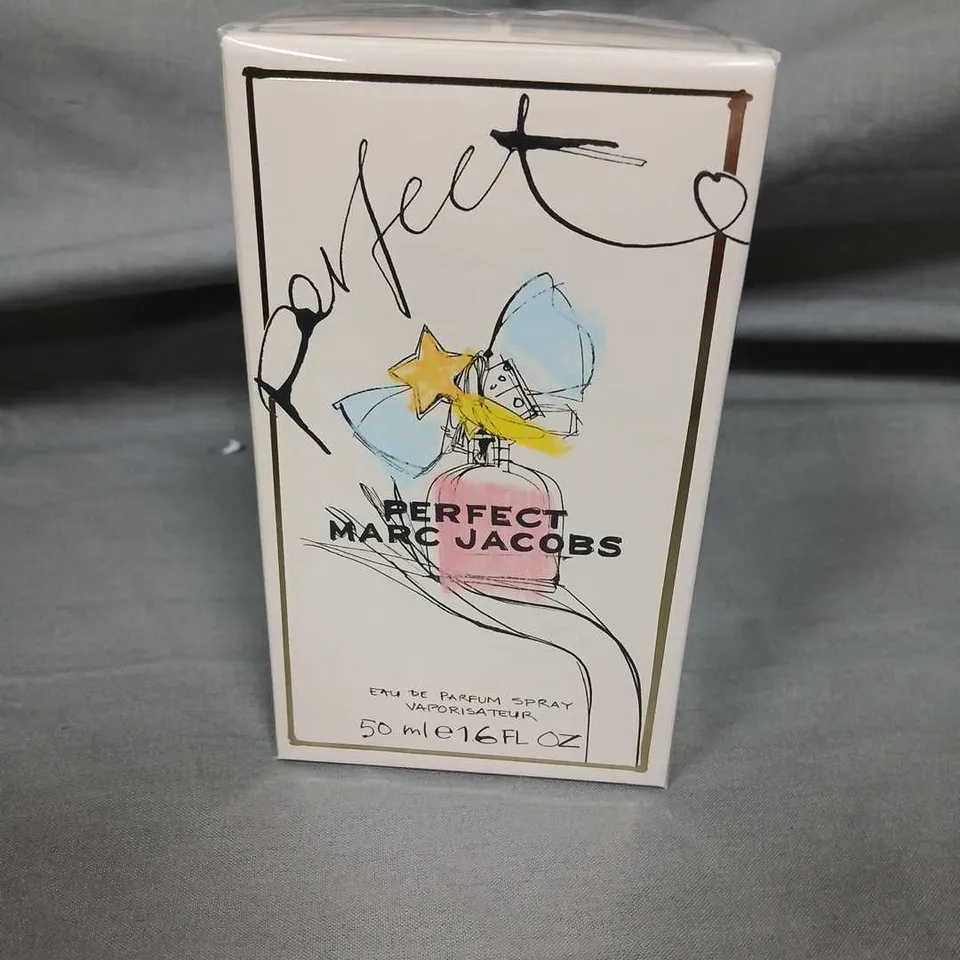 Perfect
PERFECT
MARC JACOBS
EAU DE PARFUM SPRAY
VAPORISATEUR
50 ml e 1.6 FL OZ